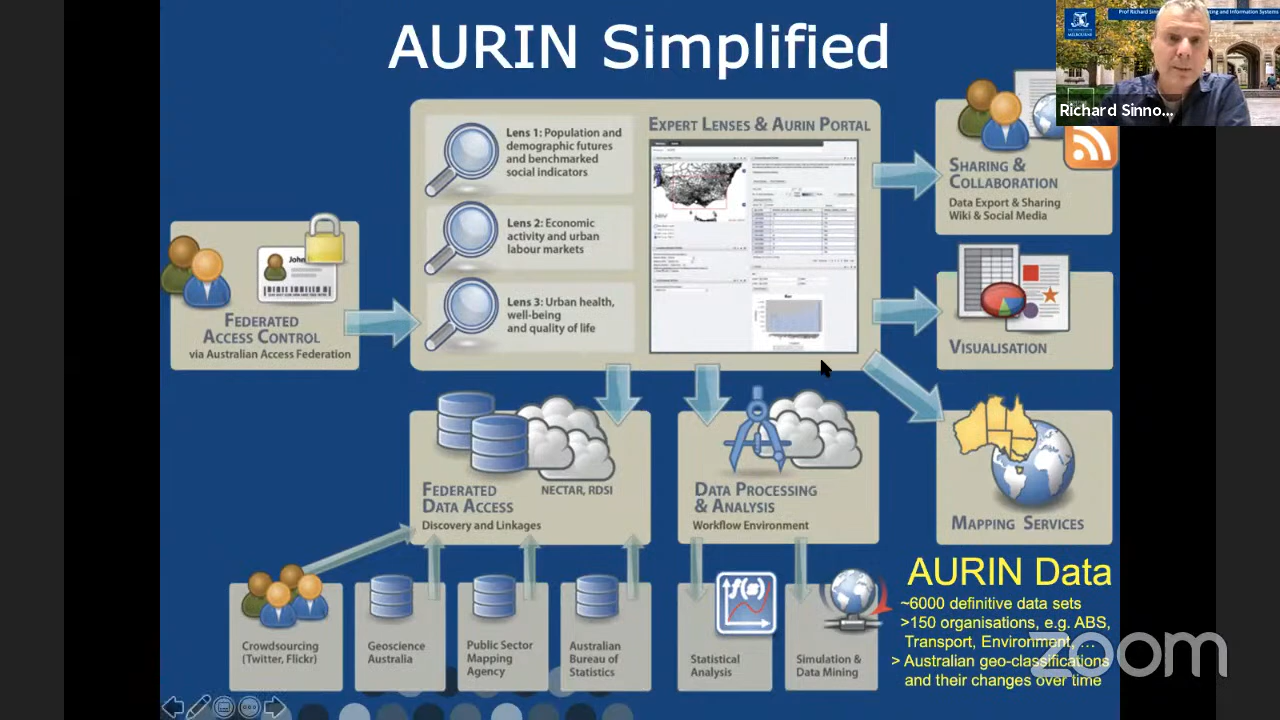 AURIN Simplified
Richard Sinno...
EXPERT LENSES & AURIN PORTAL
Lens 1: Population and
demographic futures
and benchmarked
social indicators
Lens 2: Economic
activity and urban
labour markets
Lens 3: Urban health,
well-being
and quality of life
SHARING &
COLLABORATION
Data Export & Sharing
Wiki & Social Media
John
FEDERATED
ACCESS CONTROL
via Australian Access Federation
VISUALISATION
NECTAR, RDSI
FEDERATED
DATA ACCESS
Discovery and Linkages
DATA PROCESSING
& ANALYSIS
Workflow Environment
MAPPING SERVICES
Crowdsourcing
(Twitter, Flickr)
Geoscience
Australia
Public Sector
Mapping
Agency
Australian
Bureau of
Statistics
f(x)
Statistical
Analysis
Simulation &
Data Mining
AURIN Data
~6000 definitive data sets
>150 organisations, e.g. ABS,
Transport, Environment, ...
> Australian geo-classifications
and their changes over time
zoom